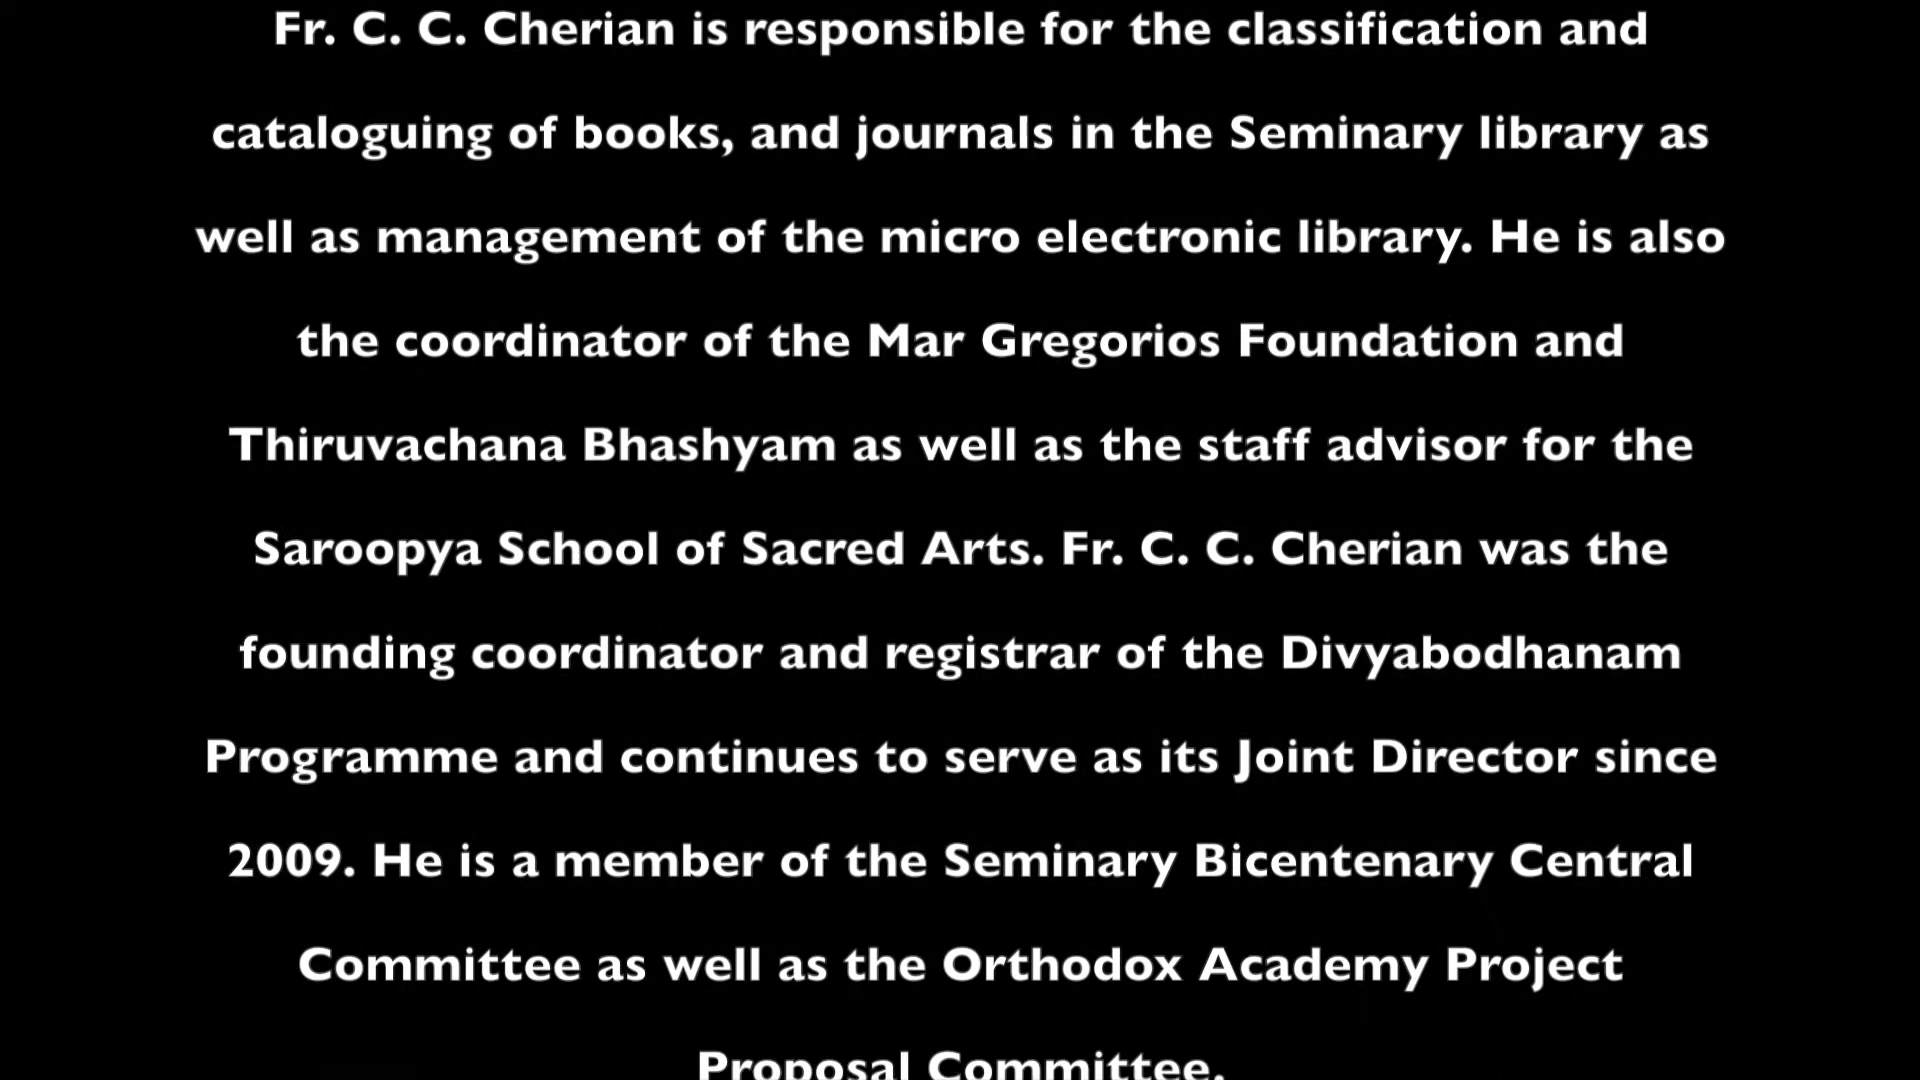 Fr. C. C. Cherian is responsible for the classification and
cataloguing of books, and journals in the Seminary library as
well as management of the micro electronic library. He is also
the coordinator of the Mar Gregorios Foundation and
Thiruvachana Bhashyam as well as the staff advisor for the
Saroopya School of Sacred Arts. Fr. C. C. Cherian was the
founding coordinator and registrar of the Divyabodhanam
Programme and continues to serve as its Joint Director since
2009. He is a member of the Seminary Bicentenary Central
Committee as well as the Orthodox Academy Project
Proposal Committee.